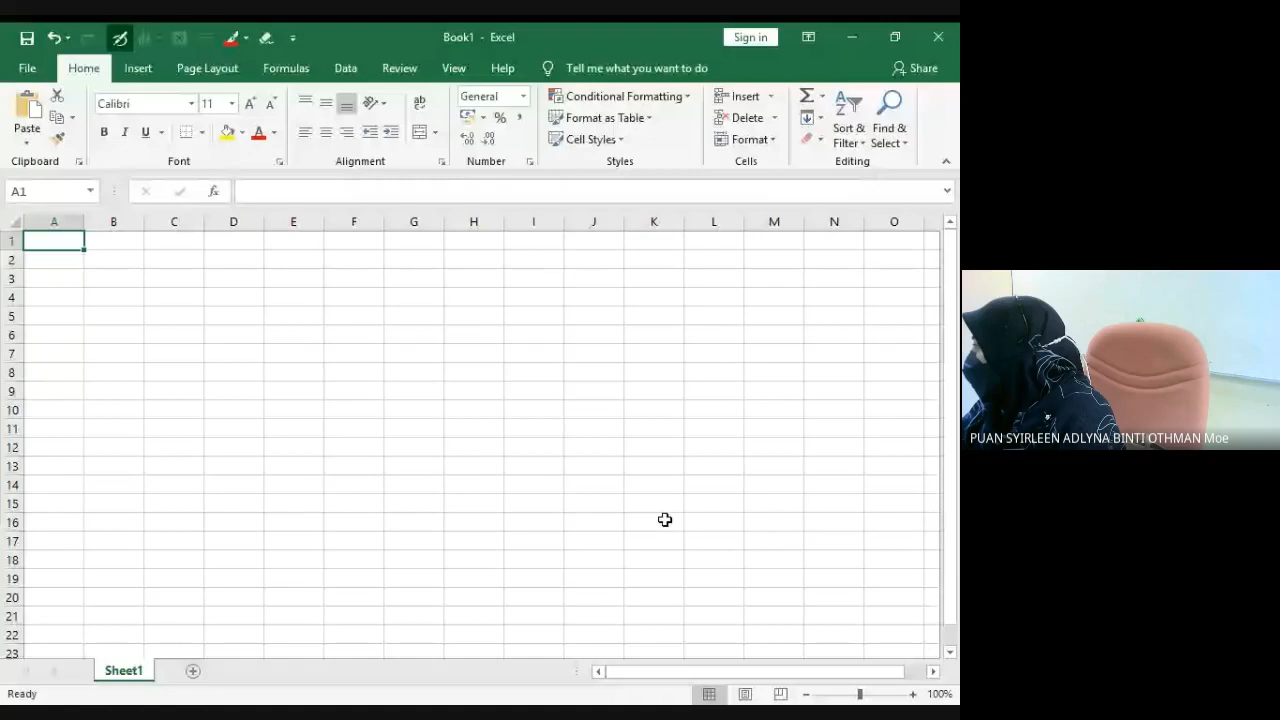 Book1 - Excel
Sign in
File
Home
Insert
Page Layout
Formulas
Data
Review
View
Help
Tell me what you want to do
Share
Paste
Calibri
11
General
Conditional Formatting
Format as Table
Cell Styles
Insert
Delete
Format
Sort &
Filter
Find &
Select
Clipboard
Font
Alignment
Number
Styles
Cells
Editing
A1
fx
A B C D E F G H I J K L M N O
1
2
3
4
5
6
7
8
9
10
11
12
13
14
15
16
17
18
19
20
21
22
23
PUAN SYIRLEEN ADLYNA BINTI OTHMAN Moe
Sheet1
Ready
100%